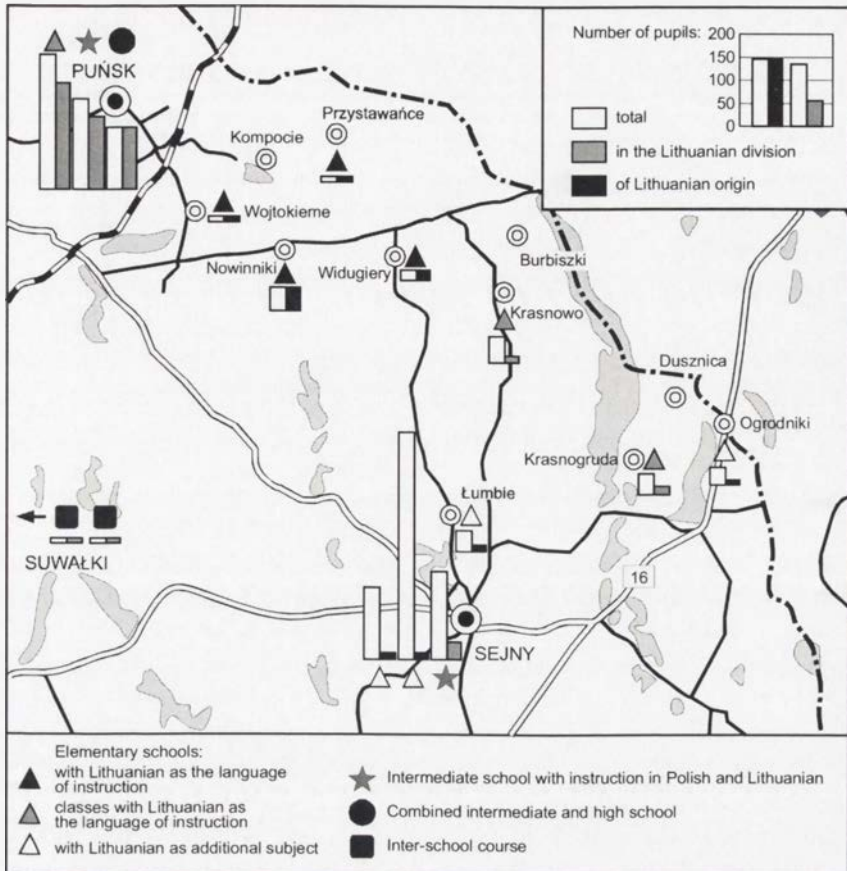 PUŃSK
Kompocie
Przystawańce
Wojtokierne
Nowinniki
Widugiery
Burbiszki
Krasnowo
Dusznica
Ogrodniki
Krasnogruda
Łumbie
SUWAŁKI
16
SEJNY
Number of pupils:
200
150
100
50
0
total
in the Lithuanian division
of Lithuanian origin
Elementary schools:
with Lithuanian as the language
of instruction
classes with Lithuanian as
the language of instruction
with Lithuanian as additional subject
Intermediate school with instruction in Polish and Lithuanian
Combined intermediate and high school
Inter-school course